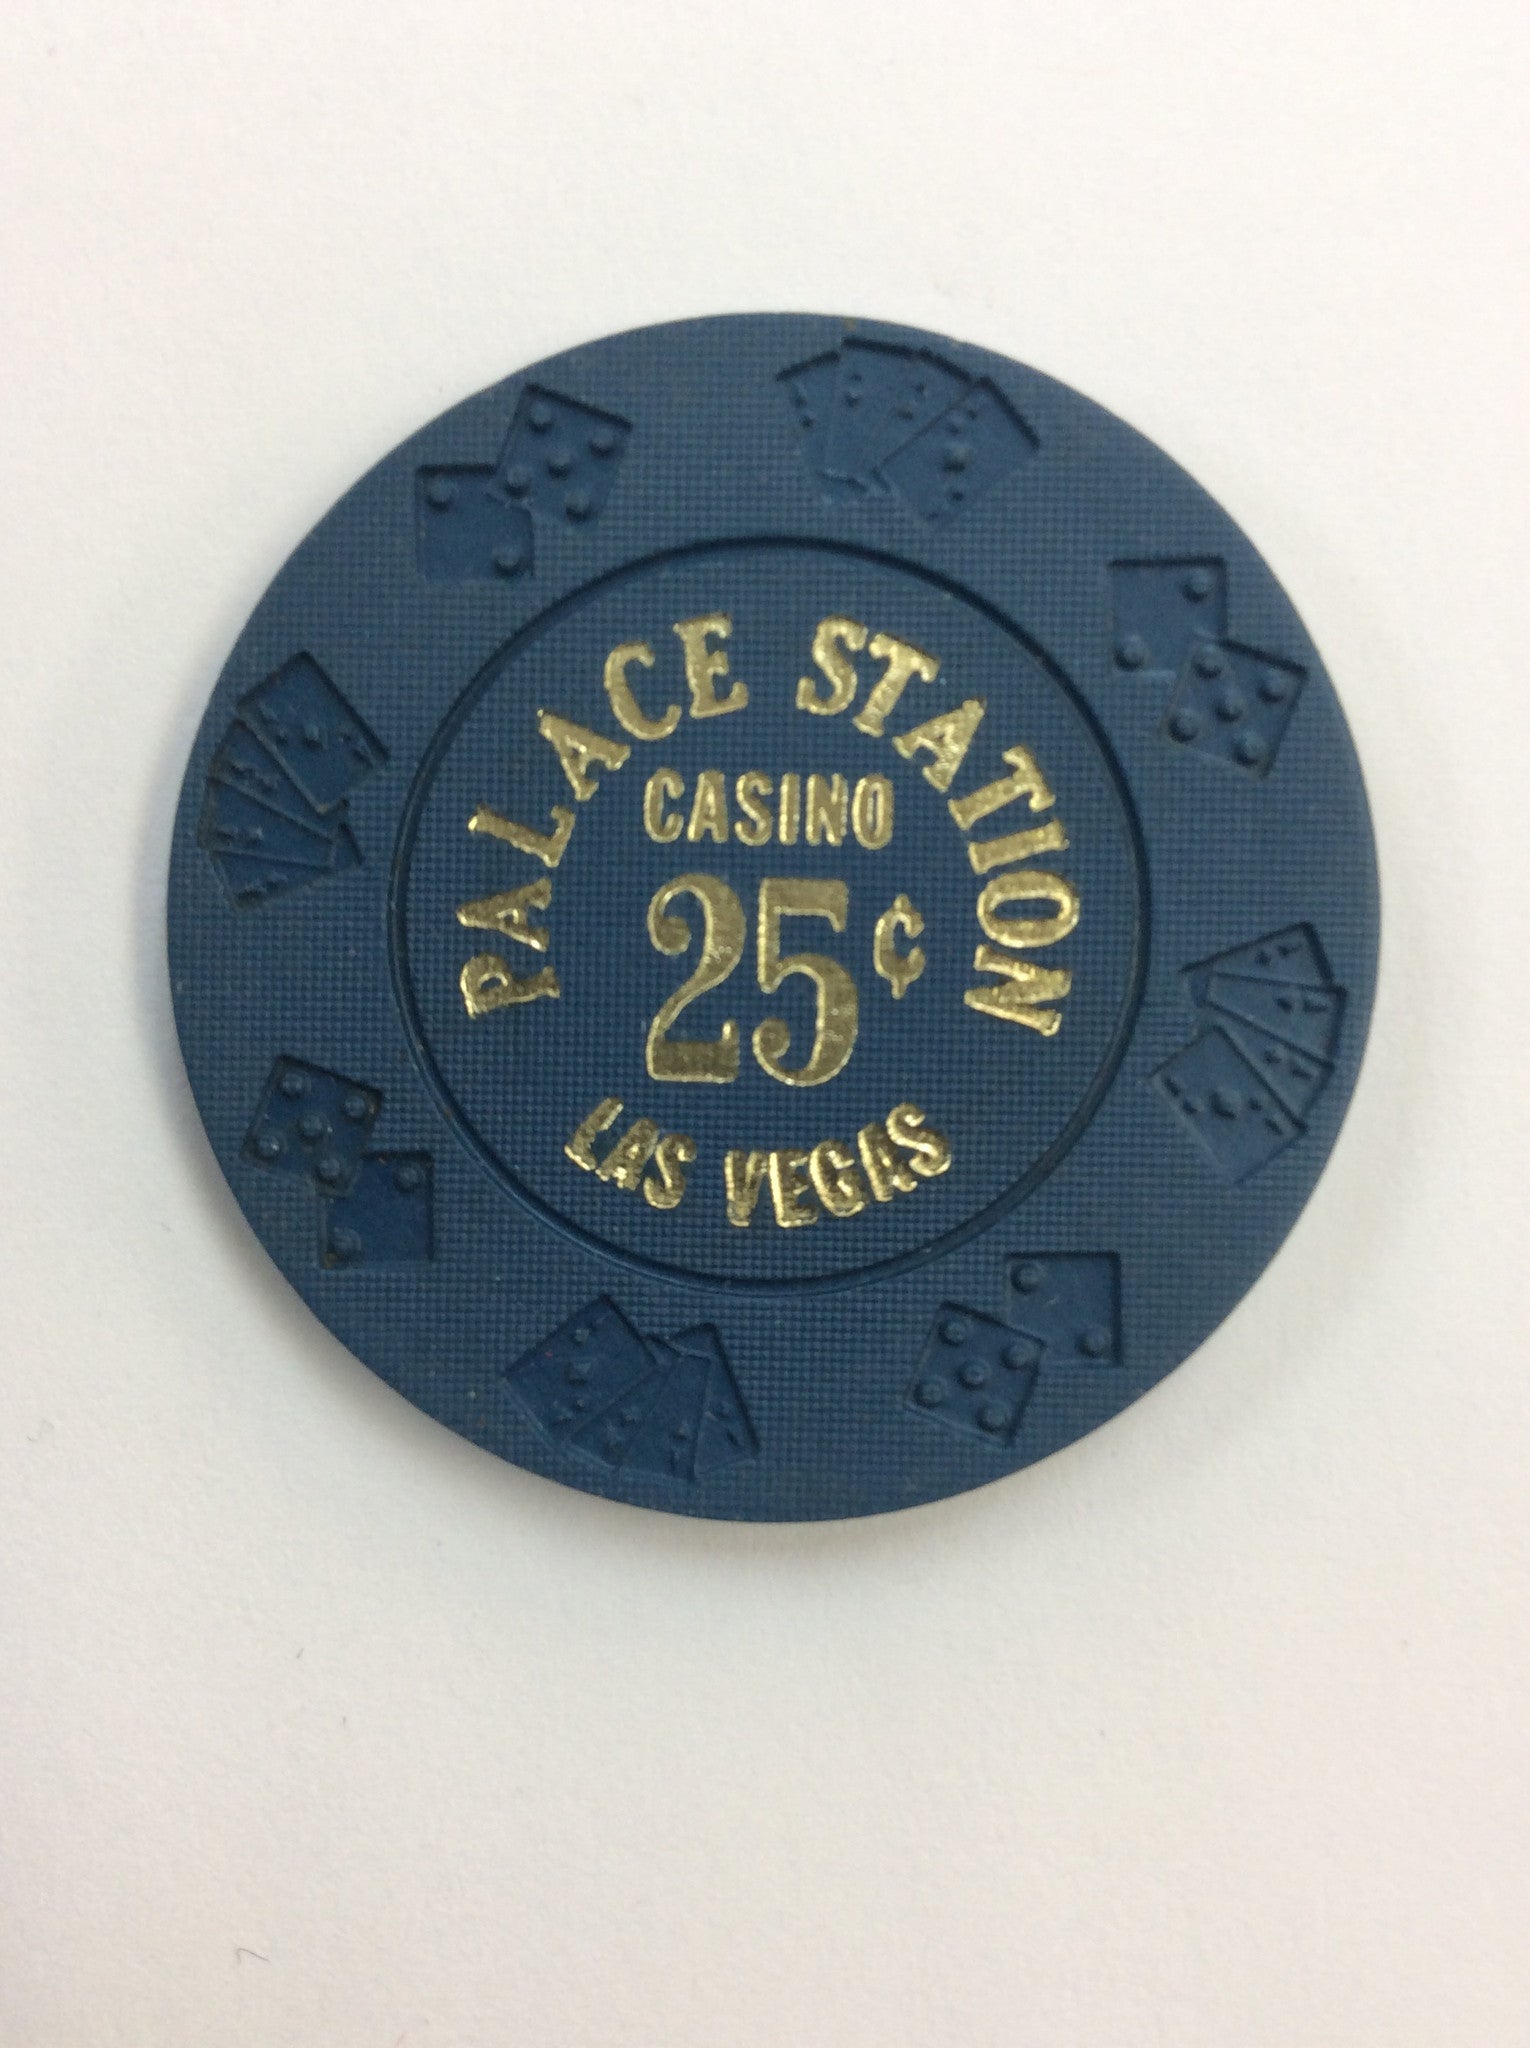 PALACE STATION
CASINO
25¢
LAS VEGAS